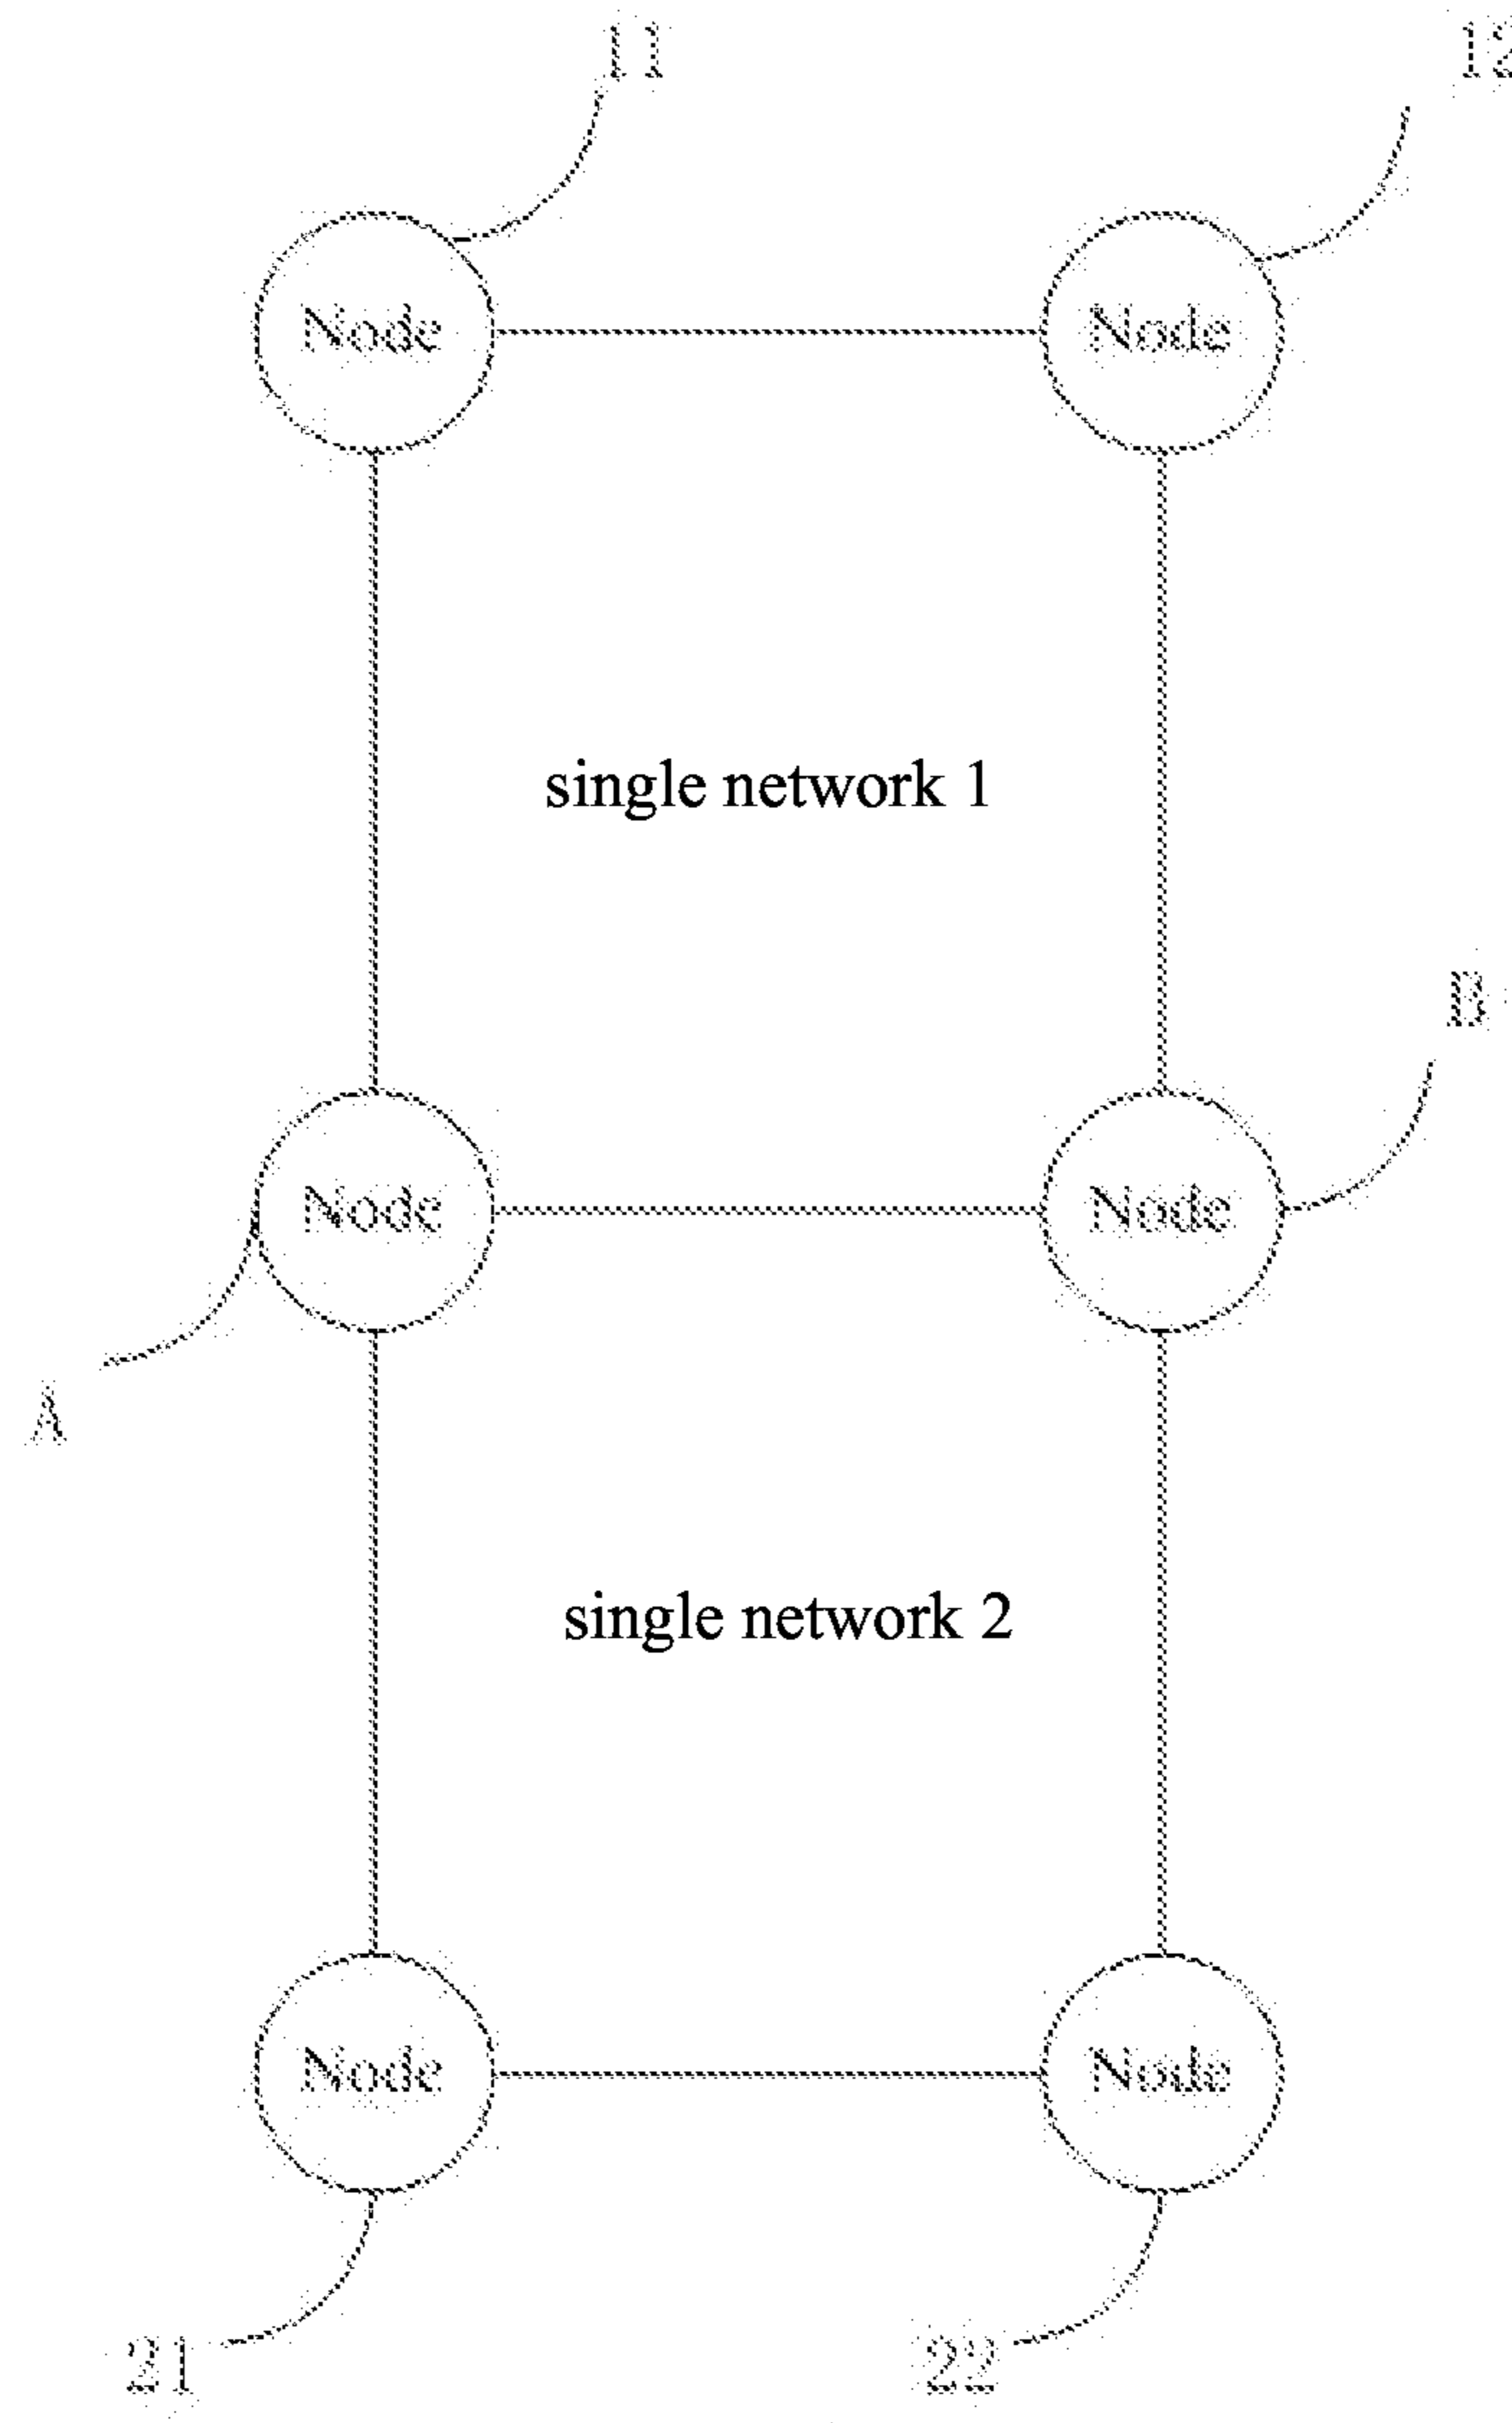 11
12
Node
Node
single network 1
B
Node
Node
A
single network 2
Node
Node
21
22